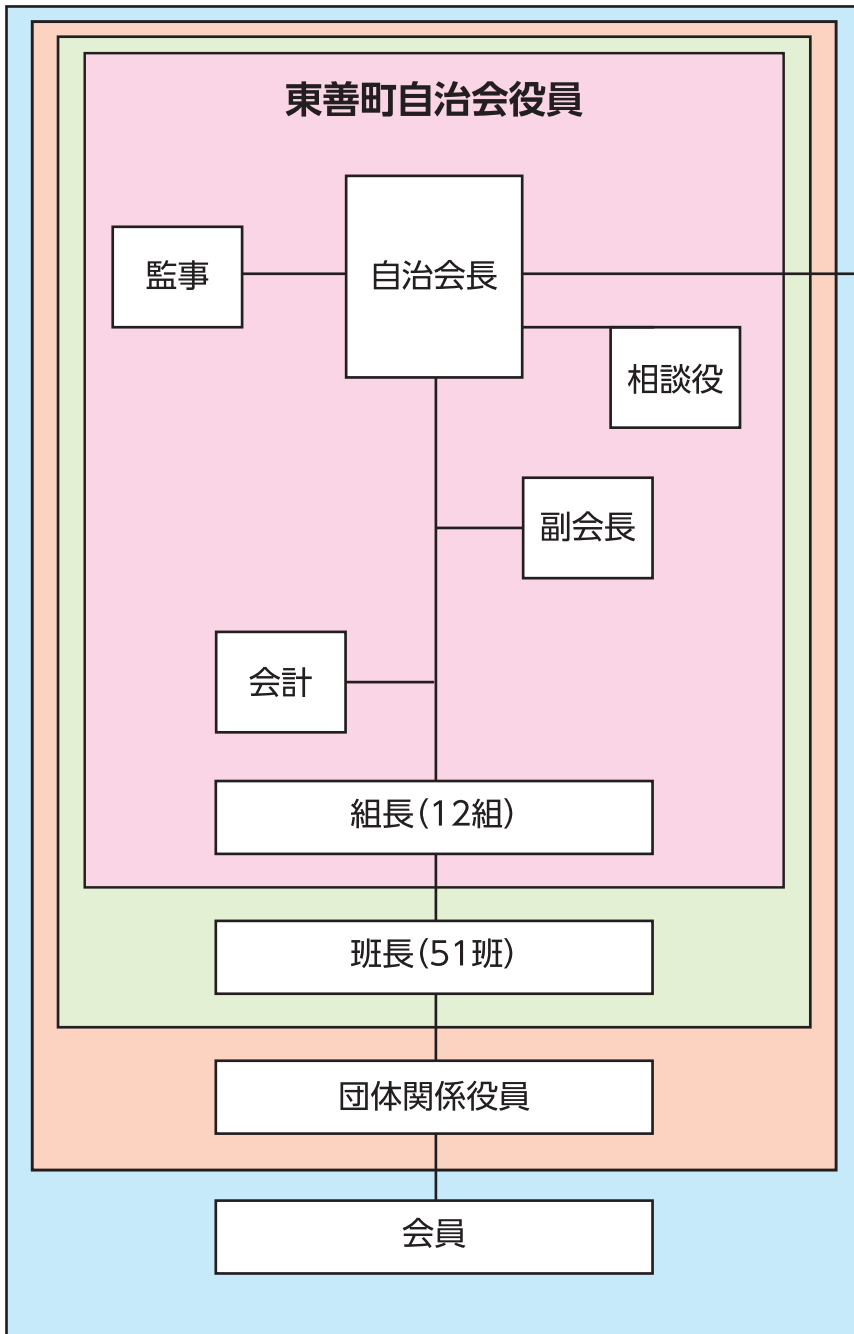 東善町自治会役員
監事
自治会長
相談役
副会長
会計
組長(12組)
班長(51班)
団体関係役員
会員